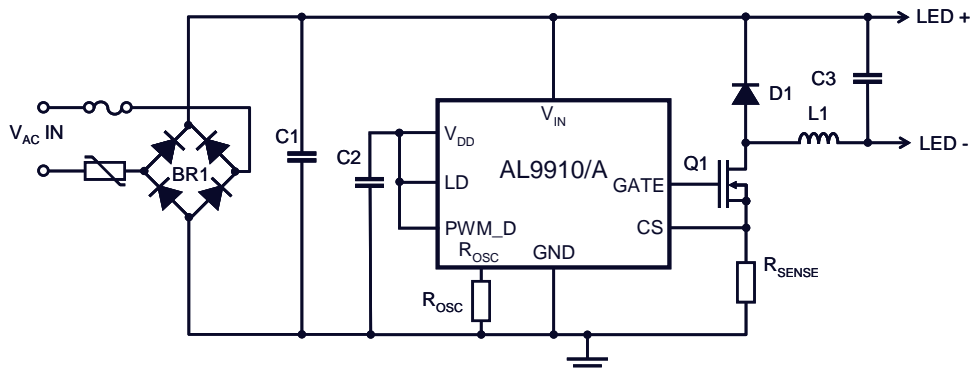 LED +
C3
D1
L1
LED -
V_AC IN
BR1
C1
C2
V_IN
V_DD
AL9910/A
LD
GATE
Q1
PWM_D
CS
R_OSC
GND
R_OSC
R_SENSE